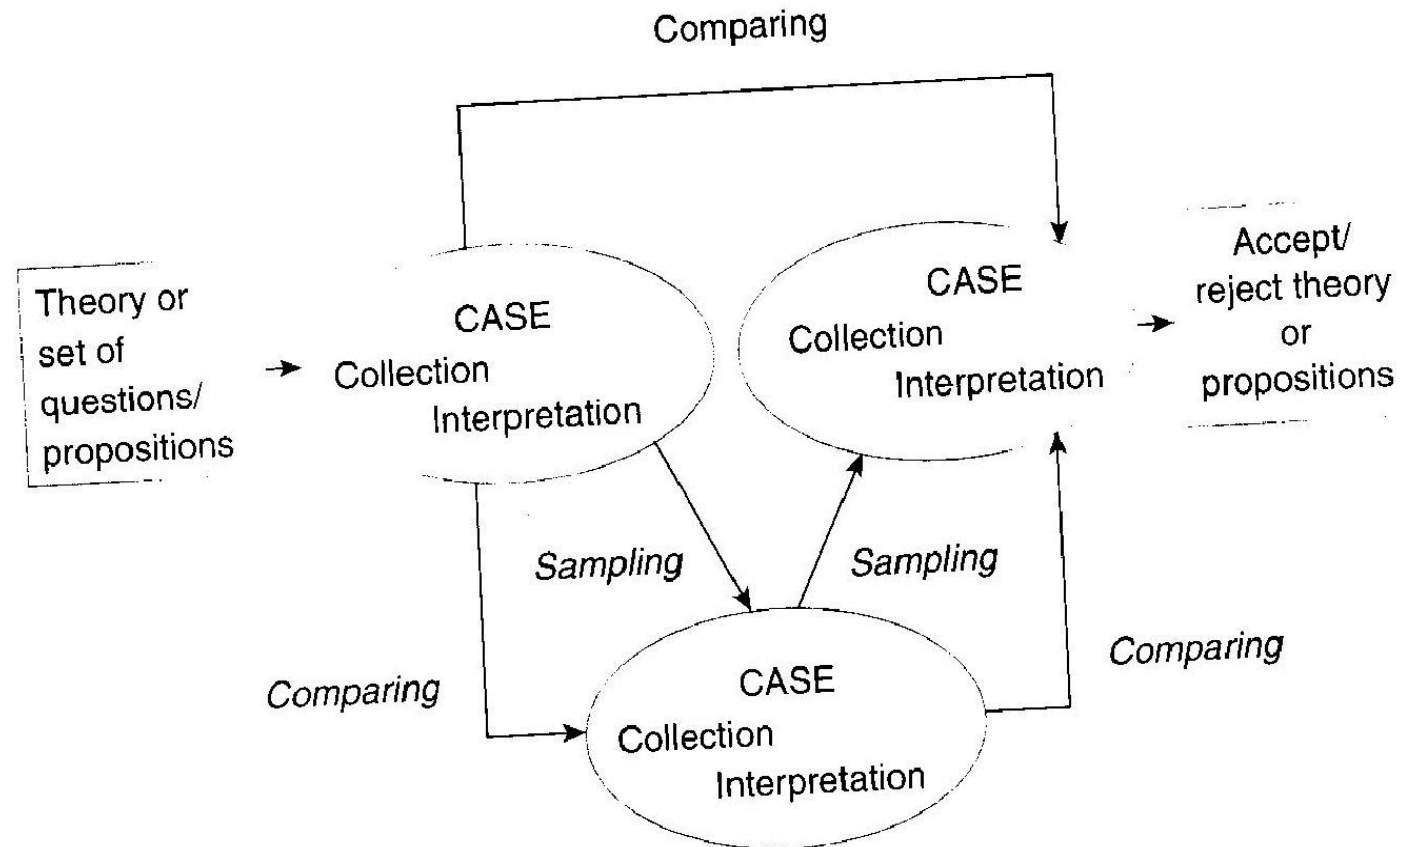 Comparing
Theory or
set of
questions/
propositions
CASE
Collection
Interpretation
CASE
Collection
Interpretation
Accept/
reject theory
or
propositions
Sampling
Sampling
Comparing
Comparing
CASE
Collection
Interpretation